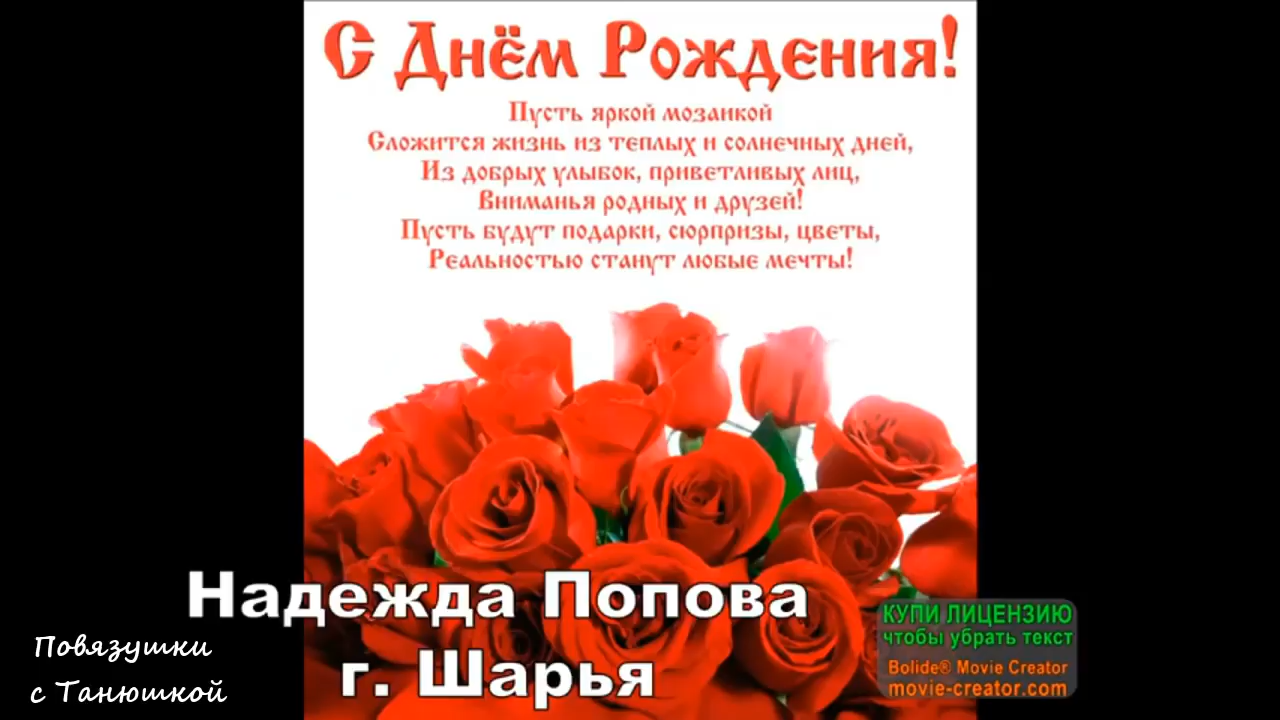 С Днём Рождения!
Пусть яркой мозаикой
Сложится жизнь из теплых и солнечных дней,
Из добрых улыбок, приветливых лиц,
Вниманья родных и друзей!
Пусть будут подарки, сюрпризы, цветы,
Реальностью станут любые мечты!
Надежда Попова
г. Шарья
Повязушки
с Танюшкой
КУПИ ЛИЦЕНЗИЮ
чтобы убрать текст
Bolide® Movie Creator
movie-creator.com